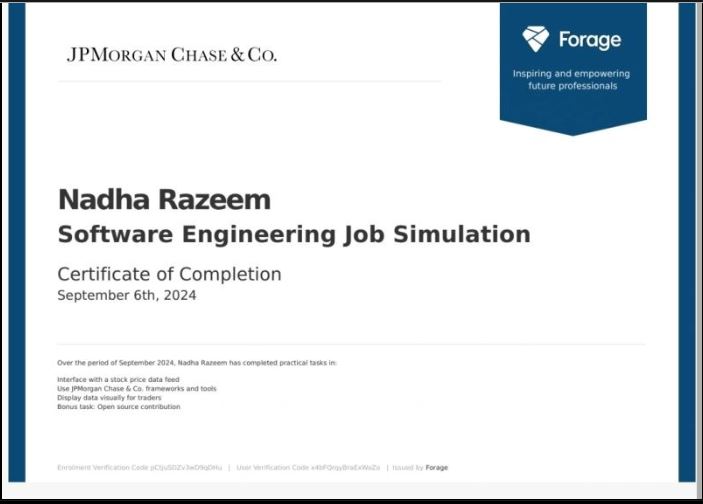 JPMORGAN CHASE & CO.
Forage
Inspiring and empowering
future professionals
Nadha Razeem
Software Engineering Job Simulation
Certificate of Completion
September 6th, 2024
Over the period of September 2024, Nadha Razeem has completed practical tasks in:
Interface with a stock price data feed
Use JPMorgan Chase & Co. frameworks and tools
Display data visually for traders
Bonus task: Open source contribution
Enrolment Verification Code | User Verification Code | Issued by Forage